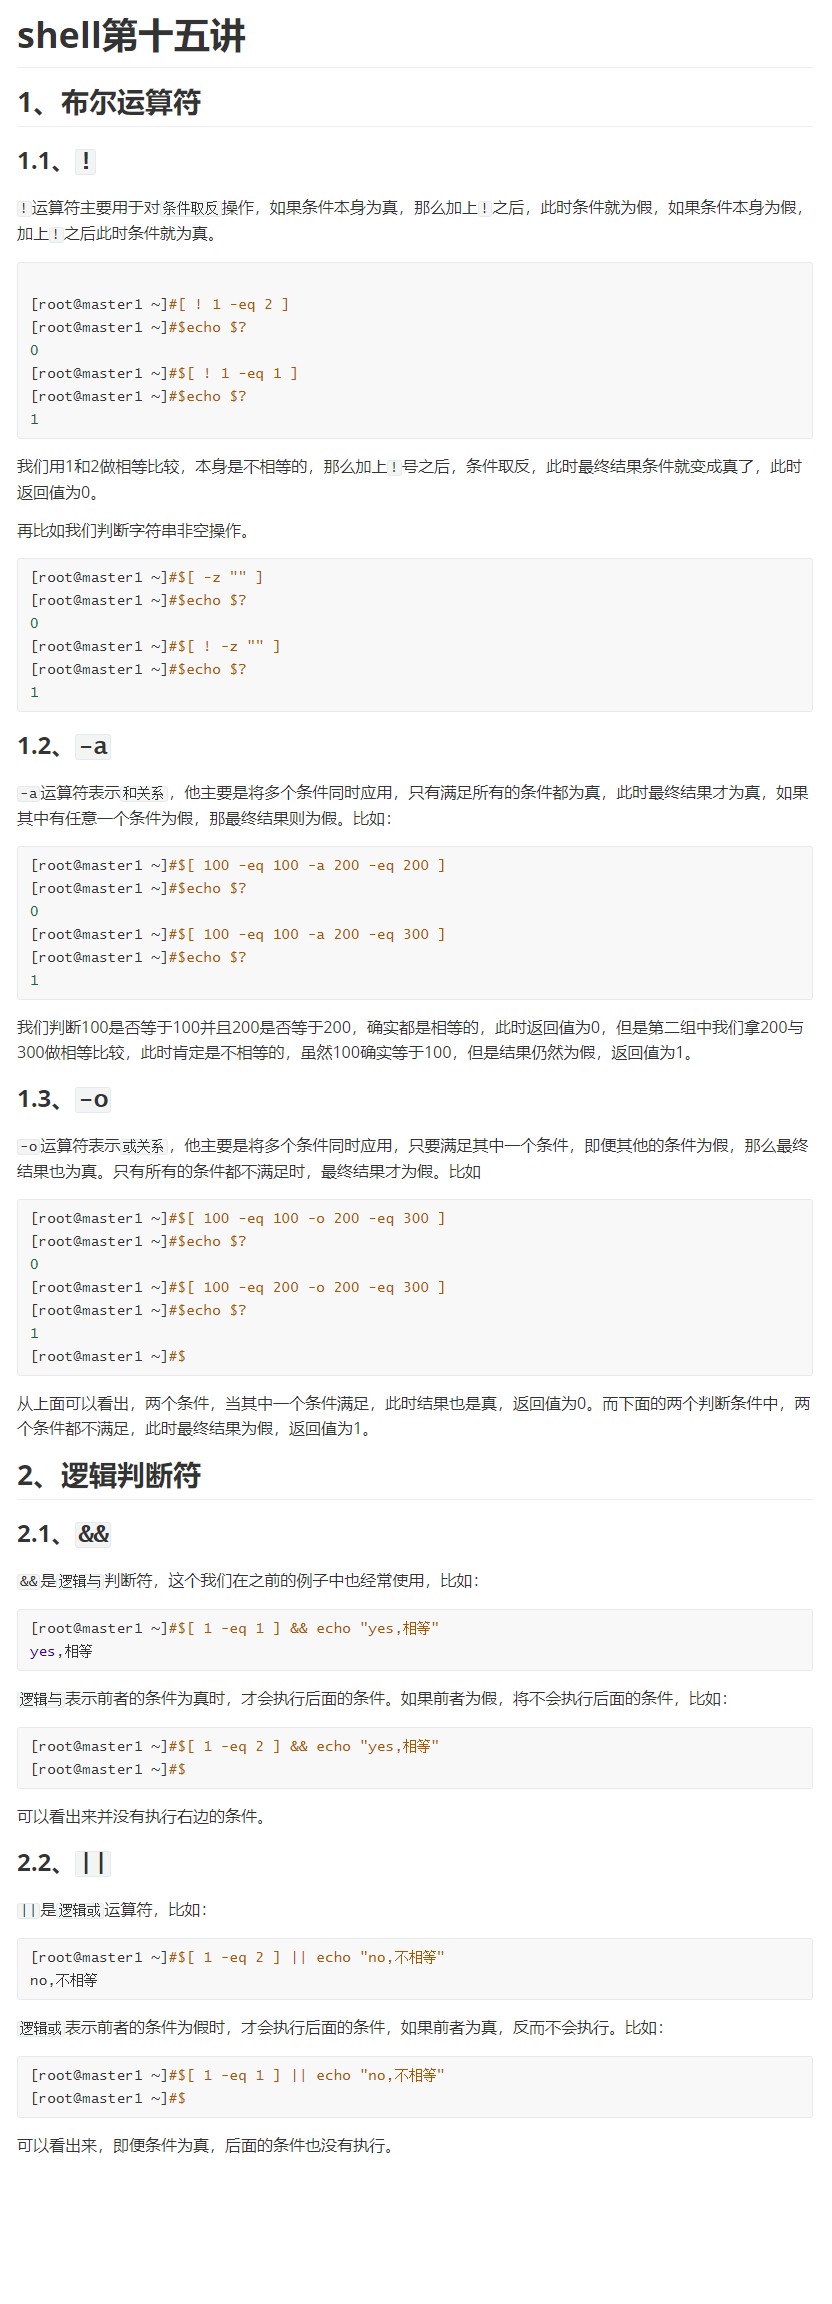 shell第十五讲
1、布尔运算符
1.1、!
!运算符主要用于对条件取反操作，如果条件本身为真，那么加上!之后，此时条件就为假，如果条件本身为假，
加上!之后此时条件就为真。
[root@master1 ~]#[ ! 1 -eq 2 ]
[root@master1 ~]#$echo $?
0
[root@master1 ~]#$[ ! 1 -eq 1 ]
[root@master1 ~]#$echo $?
1
我们用1和2做相等比较，本身是不相等的，那么加上!号之后，条件取反，此时最终结果条件就变成真了，此时
返回值为0。
再比如我们判断字符串非空操作。
[root@master1 ~]#$[ -z "" ]
[root@master1 ~]#$echo $?
0
[root@master1 ~]#$[ ! -z "" ]
[root@master1 ~]#$echo $?
1
1.2、-a
-a运算符表示和关系，他主要是将多个条件同时应用，只有满足所有的条件都为真，此时最终结果才为真，如果
其中有任意一个条件为假，那最终结果则为假。比如：
[root@master1 ~]#$[ 100 -eq 100 -a 200 -eq 200 ]
[root@master1 ~]#$echo $?
0
[root@master1 ~]#$[ 100 -eq 100 -a 200 -eq 300 ]
[root@master1 ~]#$echo $?
1
我们判断100是否等于100并且200是否等于200，确实都是相等的，此时返回值为0，但是第二组中我们拿200与
300做相等比较，此时肯定是不相等的，虽然100确实等于100，但是结果仍然为假，返回值为1。
1.3、-o
-o运算符表示或关系，他主要是将多个条件同时应用，只要满足其中一个条件，即便其他的条件为假，那么最终
结果也为真。只有所有的条件都不满足时，最终结果才为假。比如
[root@master1 ~]#$[ 100 -eq 100 -o 200 -eq 300 ]
[root@master1 ~]#$echo $?
0
[root@master1 ~]#$[ 100 -eq 200 -o 200 -eq 300 ]
[root@master1 ~]#$echo $?
1
[root@master1 ~]#$
从上面可以看出，两个条件，当其中一个条件满足，此时结果也是真，返回值为0。而下面的两个判断条件中，两
个条件都不满足，此时最终结果为假，返回值为1。
2、逻辑判断符
2.1、&&
&&是逻辑与判断符，这个我们在之前的例子中也经常使用，比如：
[root@master1 ~]#$[ 1 -eq 1 ] && echo "yes,相等"
yes,相等
逻辑与表示前者的条件为真时，才会执行后面的条件。如果前者为假，将不会执行后面的条件，比如：
[root@master1 ~]#$[ 1 -eq 2 ] && echo "yes,相等"
[root@master1 ~]#$
可以看出来并没有执行右边的条件。
2.2、||
||是逻辑或运算符，比如：
[root@master1 ~]#$[ 1 -eq 2 ] || echo "no,不相等"
no,不相等
逻辑或表示前者的条件为假时，才会执行后面的条件，如果前者为真，反而不会执行。比如：
[root@master1 ~]#$[ 1 -eq 1 ] || echo "no,不相等"
[root@master1 ~]#$
可以看出来，即便条件为真，后面的条件也没有执行。